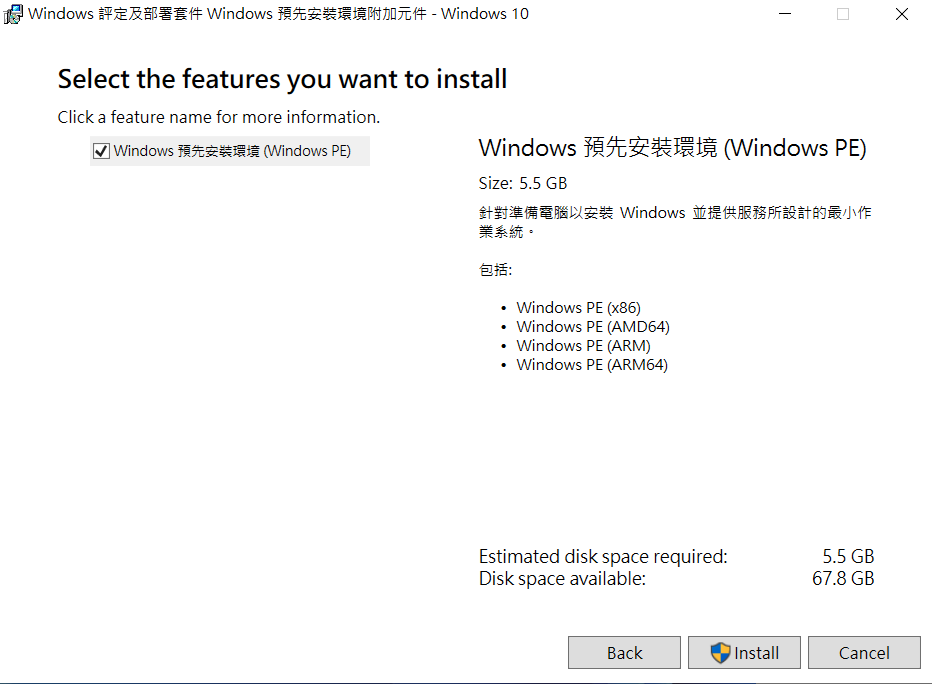 Windows 評定及部署套件 Windows 預先安裝環境附加元件 - Windows 10
Select the features you want to install
Click a feature name for more information.
Windows 預先安裝環境 (Windows PE)
Windows 預先安裝環境 (Windows PE)
Size: 5.5 GB
針對準備電腦以安裝 Windows 並提供服務所設計的最小作
業系統。
包括:
• Windows PE (x86)
• Windows PE (AMD64)
• Windows PE (ARM)
• Windows PE (ARM64)
Estimated disk space required: 5.5 GB
Disk space available: 67.8 GB
Back Install Cancel